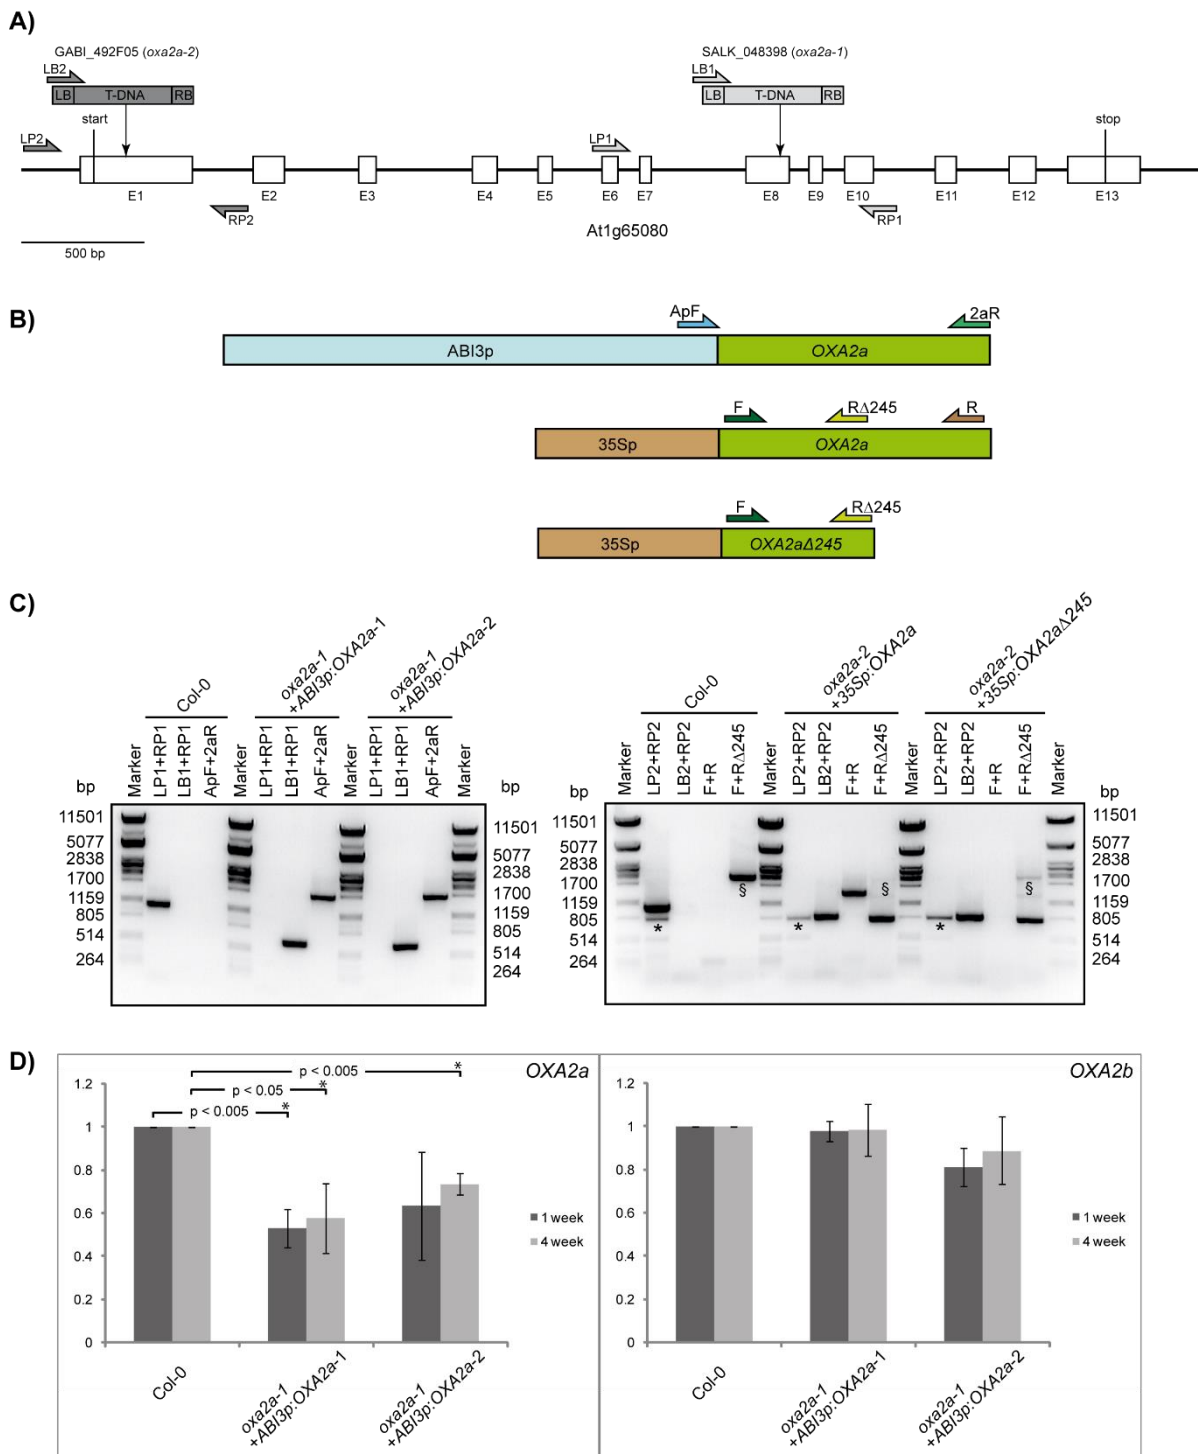 A)
GABI_492F05 (oxa2a-2)
SALK_048398 (oxa2a-1)
LB2
LB1
LB T-DNA RB
LB T-DNA RB
start
stop
LP2
LP1
E1 E2 E3 E4 E5 E6 E7 E8 E9 E10 E11 E12 E13
RP2
RP1
At1g65080
500 bp
B)
ApF
2aR
ABI3p
OXA2a
F
RΔ245
R
35Sp
OXA2a
F
RΔ245
35Sp
OXA2aΔ245
C)
Col-0
oxa2a-1
+ABI3p:OXA2a-1
oxa2a-1
+ABI3p:OXA2a-2
Marker
LP1+RP1
LB1+RP1
ApF+2aR
Marker
LP1+RP1
LB1+RP1
ApF+2aR
Marker
LP1+RP1
LB1+RP1
ApF+2aR
Marker
bp
11501
5077
2838
1700
1159
805
514
264
bp
11501
5077
2838
1700
1159
805
514
264
Col-0
oxa2a-2
+35Sp:OXA2a
oxa2a-2
+35Sp:OXA2aΔ245
Marker
LP2+RP2
LB2+RP2
F+R
F+RΔ245
Marker
LP2+RP2
LB2+RP2
F+R
F+RΔ245
Marker
LP2+RP2
LB2+RP2
F+R
F+RΔ245
Marker
bp
11501
5077
2838
1700
1159
805
514
264
* § * § * §
bp
11501
5077
2838
1700
1159
805
514
264
D)
OXA2a
p < 0.005 *
p < 0.05 *
p < 0.005 *
1.2
1
0.8
0.6
0.4
0.2
0
1 week
4 week
Col-0
oxa2a-1
+ABI3p:OXA2a-1
oxa2a-1
+ABI3p:OXA2a-2
OXA2b
1.2
1
0.8
0.6
0.4
0.2
0
1 week
4 week
Col-0
oxa2a-1
+ABI3p:OXA2a-1
oxa2a-1
+ABI3p:OXA2a-2